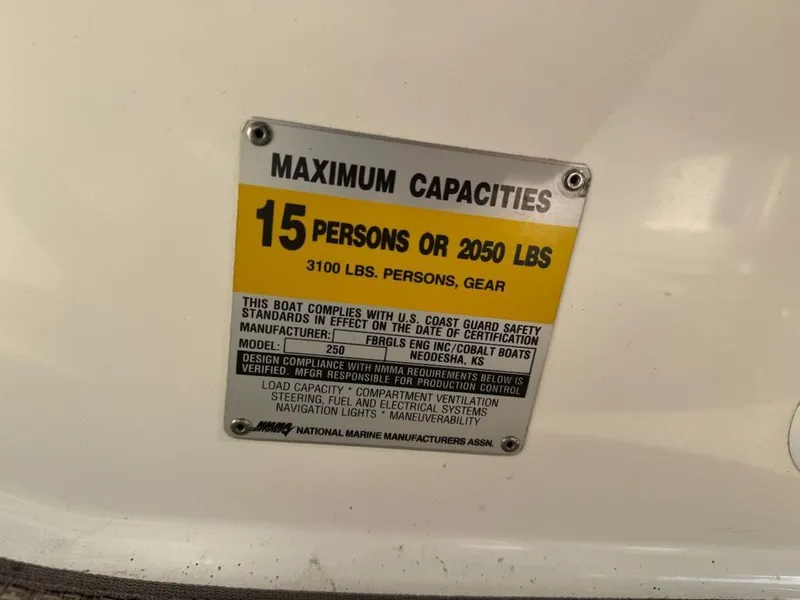 MAXIMUM CAPACITIES
15 PERSONS OR 2050 LBS
3100 LBS. PERSONS, GEAR
THIS BOAT COMPLIES WITH U.S. COAST GUARD SAFETY
STANDARDS IN EFFECT ON THE DATE OF CERTIFICATION
MANUFACTURER: FBRGLS ENG INC/COBALT BOATS
MODEL: 250 NEODESHA, KS
DESIGN COMPLIANCE WITH NMMA REQUIREMENTS BELOW IS
VERIFIED. MFGR RESPONSIBLE FOR PRODUCTION CONTROL
LOAD CAPACITY * COMPARTMENT VENTILATION
STEERING, FUEL AND ELECTRICAL SYSTEMS
NAVIGATION LIGHTS * MANEUVERABILITY
NMMA NATIONAL MARINE MANUFACTURERS ASSN.